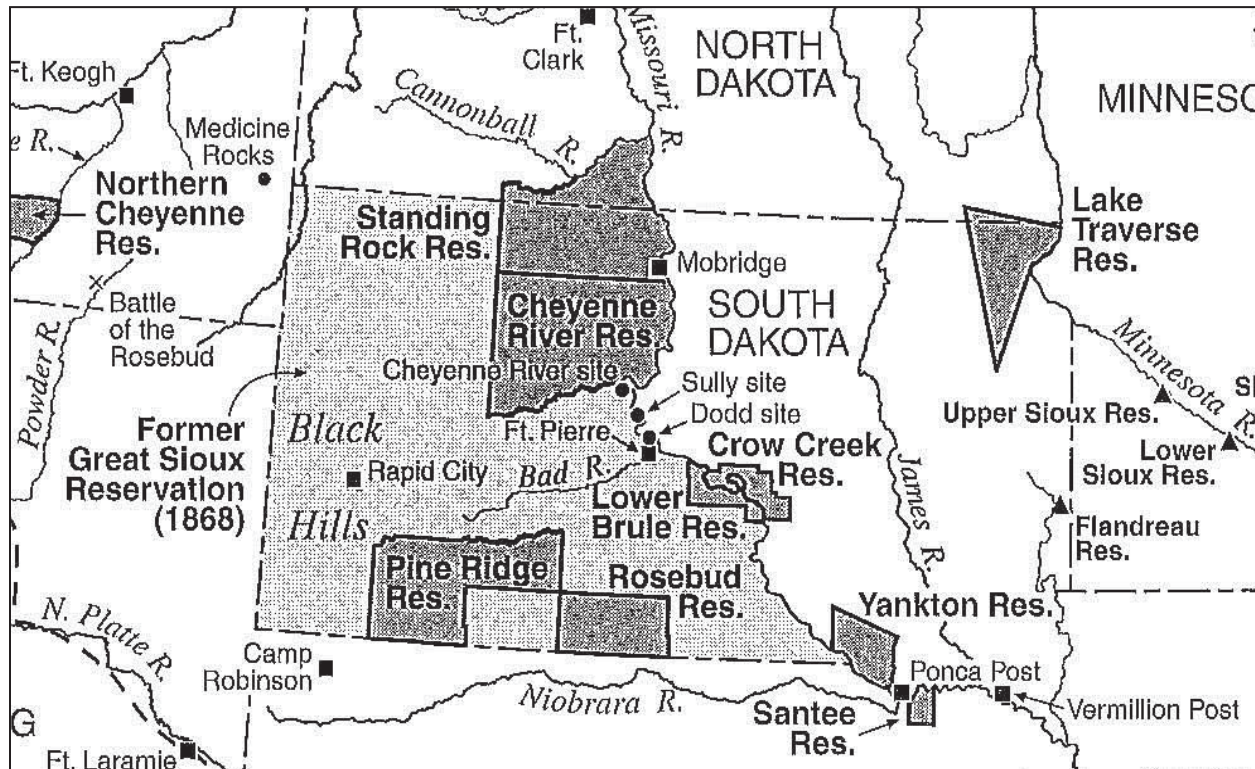 Ft. Keogh
Ft.
Clark
Missouri R.
NORTH
DAKOTA
MINNESO
Cannonball R.
Medicine
Rocks
e R.
Northern
Cheyenne
Res.
Standing
Rock Res.
Lake
Traverse
Res.
Mobridge
Battle
of the
Rosebud
Cheyenne
River Res.
SOUTH
DAKOTA
Powder R.
Cheyenne River site
Sully site
Dodd site
Minnesota R.
Upper Sioux Res.
Lower
Sioux Res.
Former
Great Sioux
Reservation
(1868)
Black
Hills
Rapid City
Ft. Pierre
Bad R.
Crow Creek
Res.
Lower
Brule Res.
James R.
Flandreau
Res.
Pine Ridge
Res.
Rosebud
Res.
Yankton Res.
N. Platte R.
Camp
Robinson
Niobrara R.
Ponca Post
Vermillion Post
Santee
Res.
G
Ft. Laramie